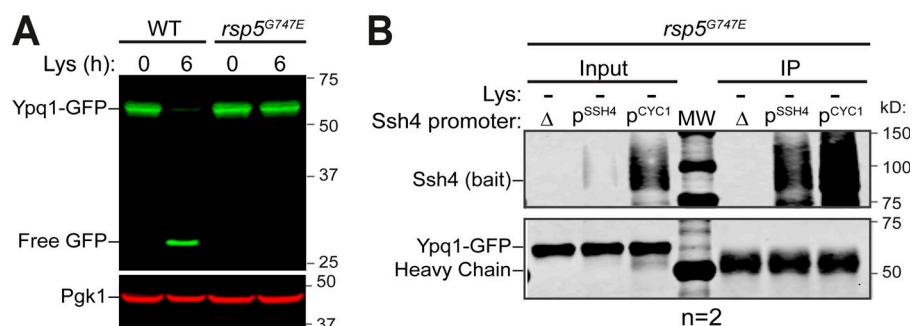 A
WT rsp5G747E
Lys (h): 0 6 0 6
Ypq1-GFP
75
50
37
Free GFP
25
Pgk1
50
37
B
rsp5G747E
Input IP
Lys: - - - - - -
Ssh4 promoter: Δ pSSH4 pCYC1 MW Δ pSSH4 pCYC1 kD:
Ssh4 (bait)
150
100
75
Ypq1-GFP
Heavy Chain
75
50
n=2